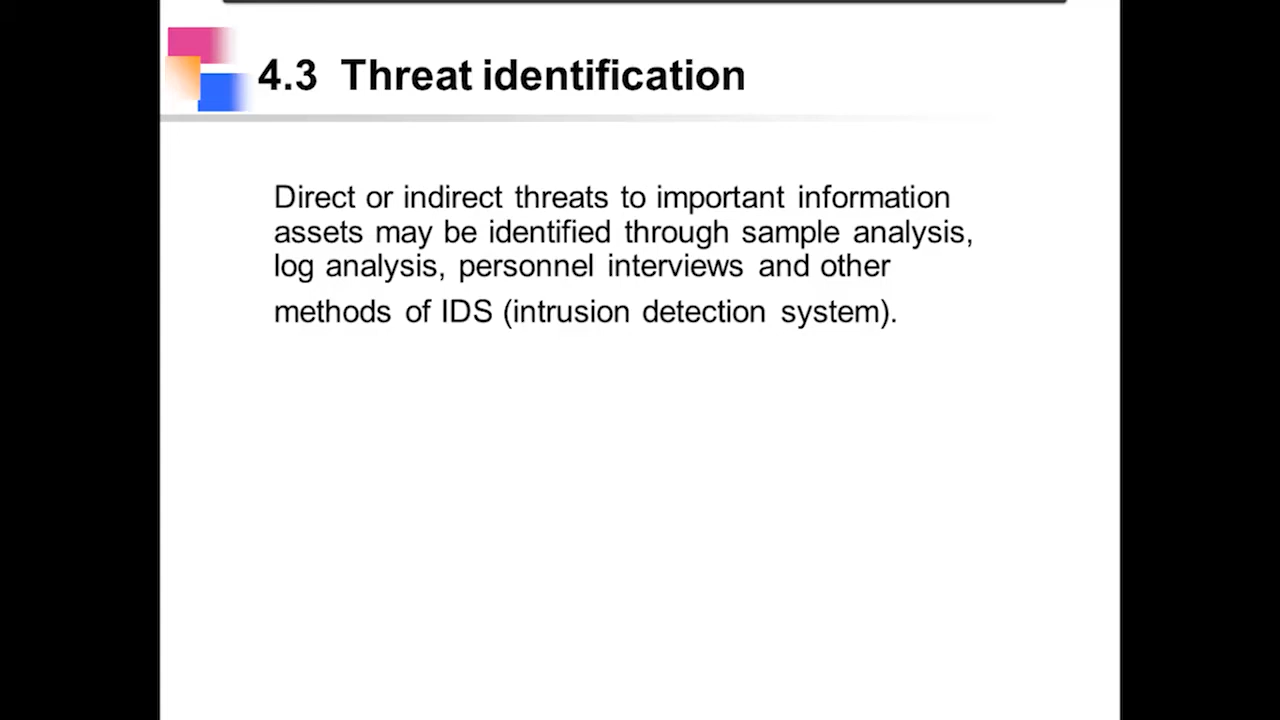 4.3 Threat identification
Direct or indirect threats to important information
assets may be identified through sample analysis,
log analysis, personnel interviews and other
methods of IDS (intrusion detection system).